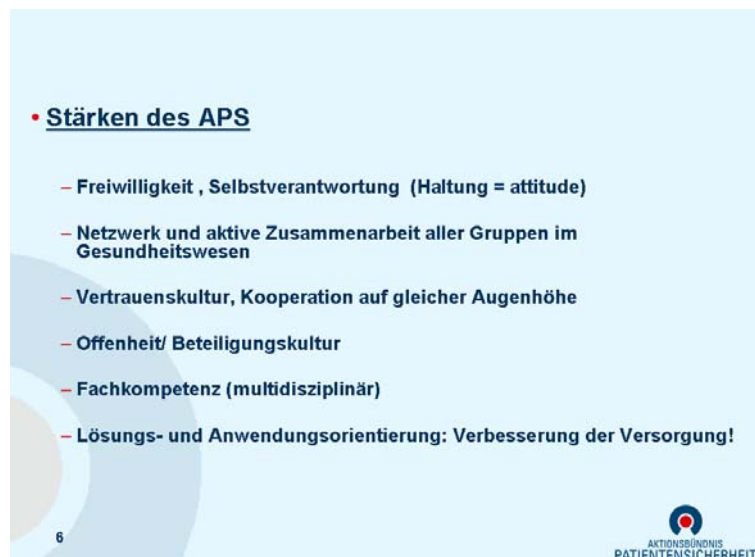 • Stärken des APS
– Freiwilligkeit , Selbstverantwortung (Haltung = attitude)
– Netzwerk und aktive Zusammenarbeit aller Gruppen im
Gesundheitswesen
– Vertrauenskultur, Kooperation auf gleicher Augenhöhe
– Offenheit/ Beteiligungskultur
– Fachkompetenz (multidisziplinär)
– Lösungs- und Anwendungsorientierung: Verbesserung der Versorgung!
6
AKTIONSBÜNDNIS
PATIENTENSICHERHEIT